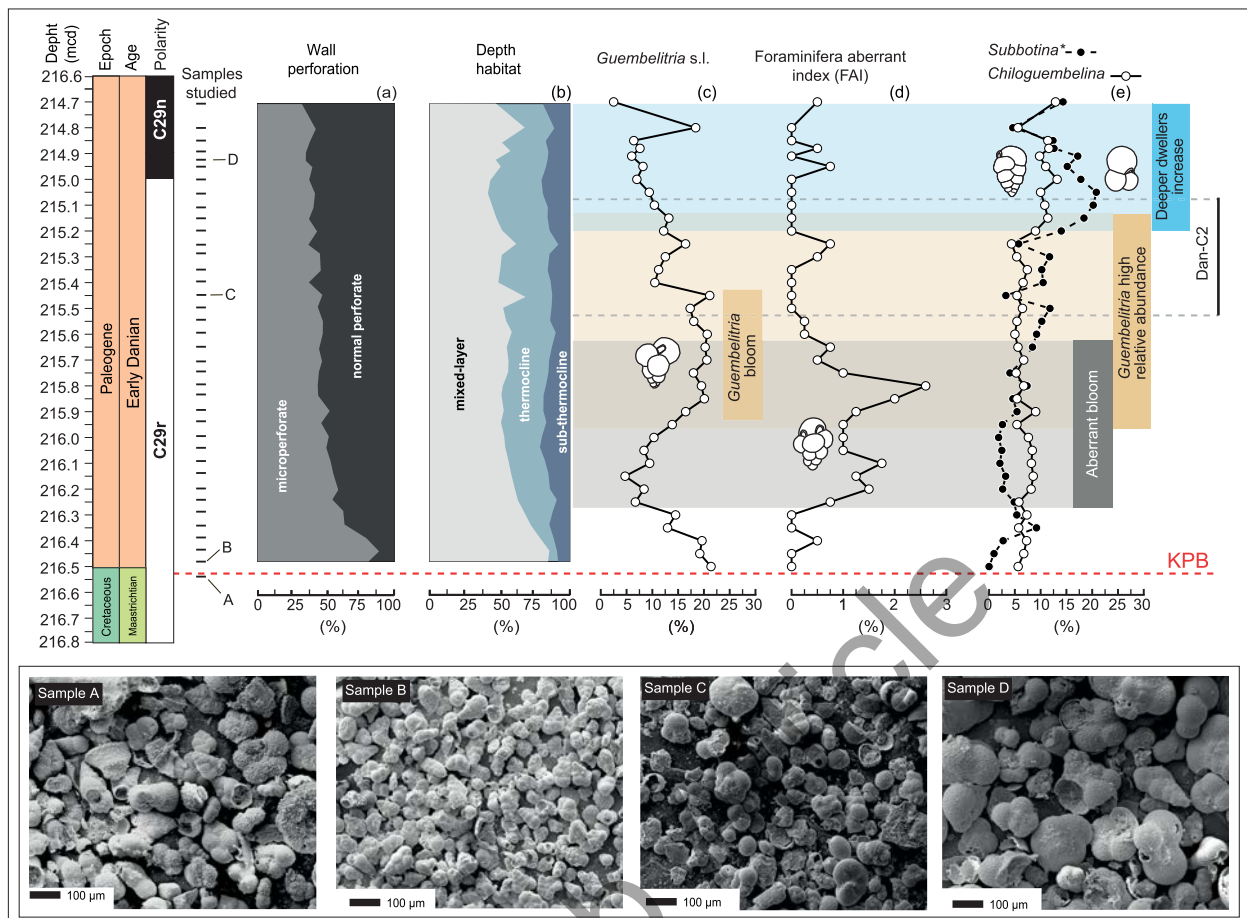 Depht
(mcd)
Epoch
Age
Polarity
Samples
studied
Wall
perforation
(a)
Depth
habitat
(b)
Guembelitria s.l.
(c)
Foraminifera aberrant
index (FAI)
(d)
Subbotina*
Chiloguembelina
(e)
216.6
214.7
214.8
214.9
215.0
215.1
215.2
215.3
215.4
215.5
215.6
215.7
215.8
215.9
216.0
216.1
216.2
216.3
216.4
216.5
216.6
216.7
216.8
Paleogene
Cretaceous
Early Danian
Maastrichtian
C29n
C29r
D
C
B
A
microperforate
normal perforate
mixed-layer
thermocline
sub-thermocline
Guembelitria
bloom
Aberrant bloom
Guembelitria high
relative abundance
Deeper dwellers
increase
Dan-C2
KPB
0 50 100
(%)
0 50 100
(%)
0 5 10 15 20 25 30
(%)
0 1 2 3
(%)
0 5 10 15 20 25 30
(%)
Sample A
100 µm
Sample B
100 µm
Sample C
100 µm
Sample D
100 µm